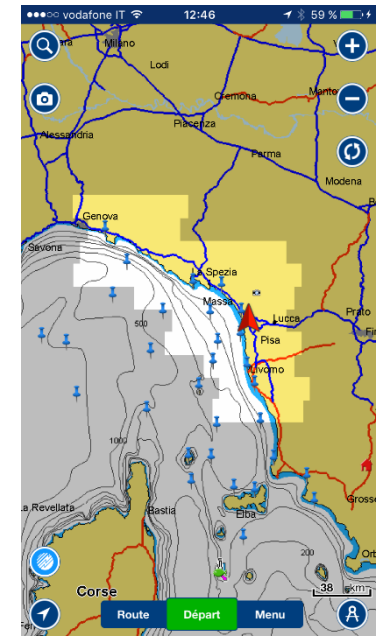 vodafone IT 12:46 59 %
Milano
Lodi
Cremona
Piacenza
Alessandria
Parma
Modena
Genova
Savona
La Spezia
Massa
500
Lucca
Prato
Pisa
Livorno
1000
La Revellata
Bastia
Elba
Grosse
200
Corse
38 km
Route Départ Menu